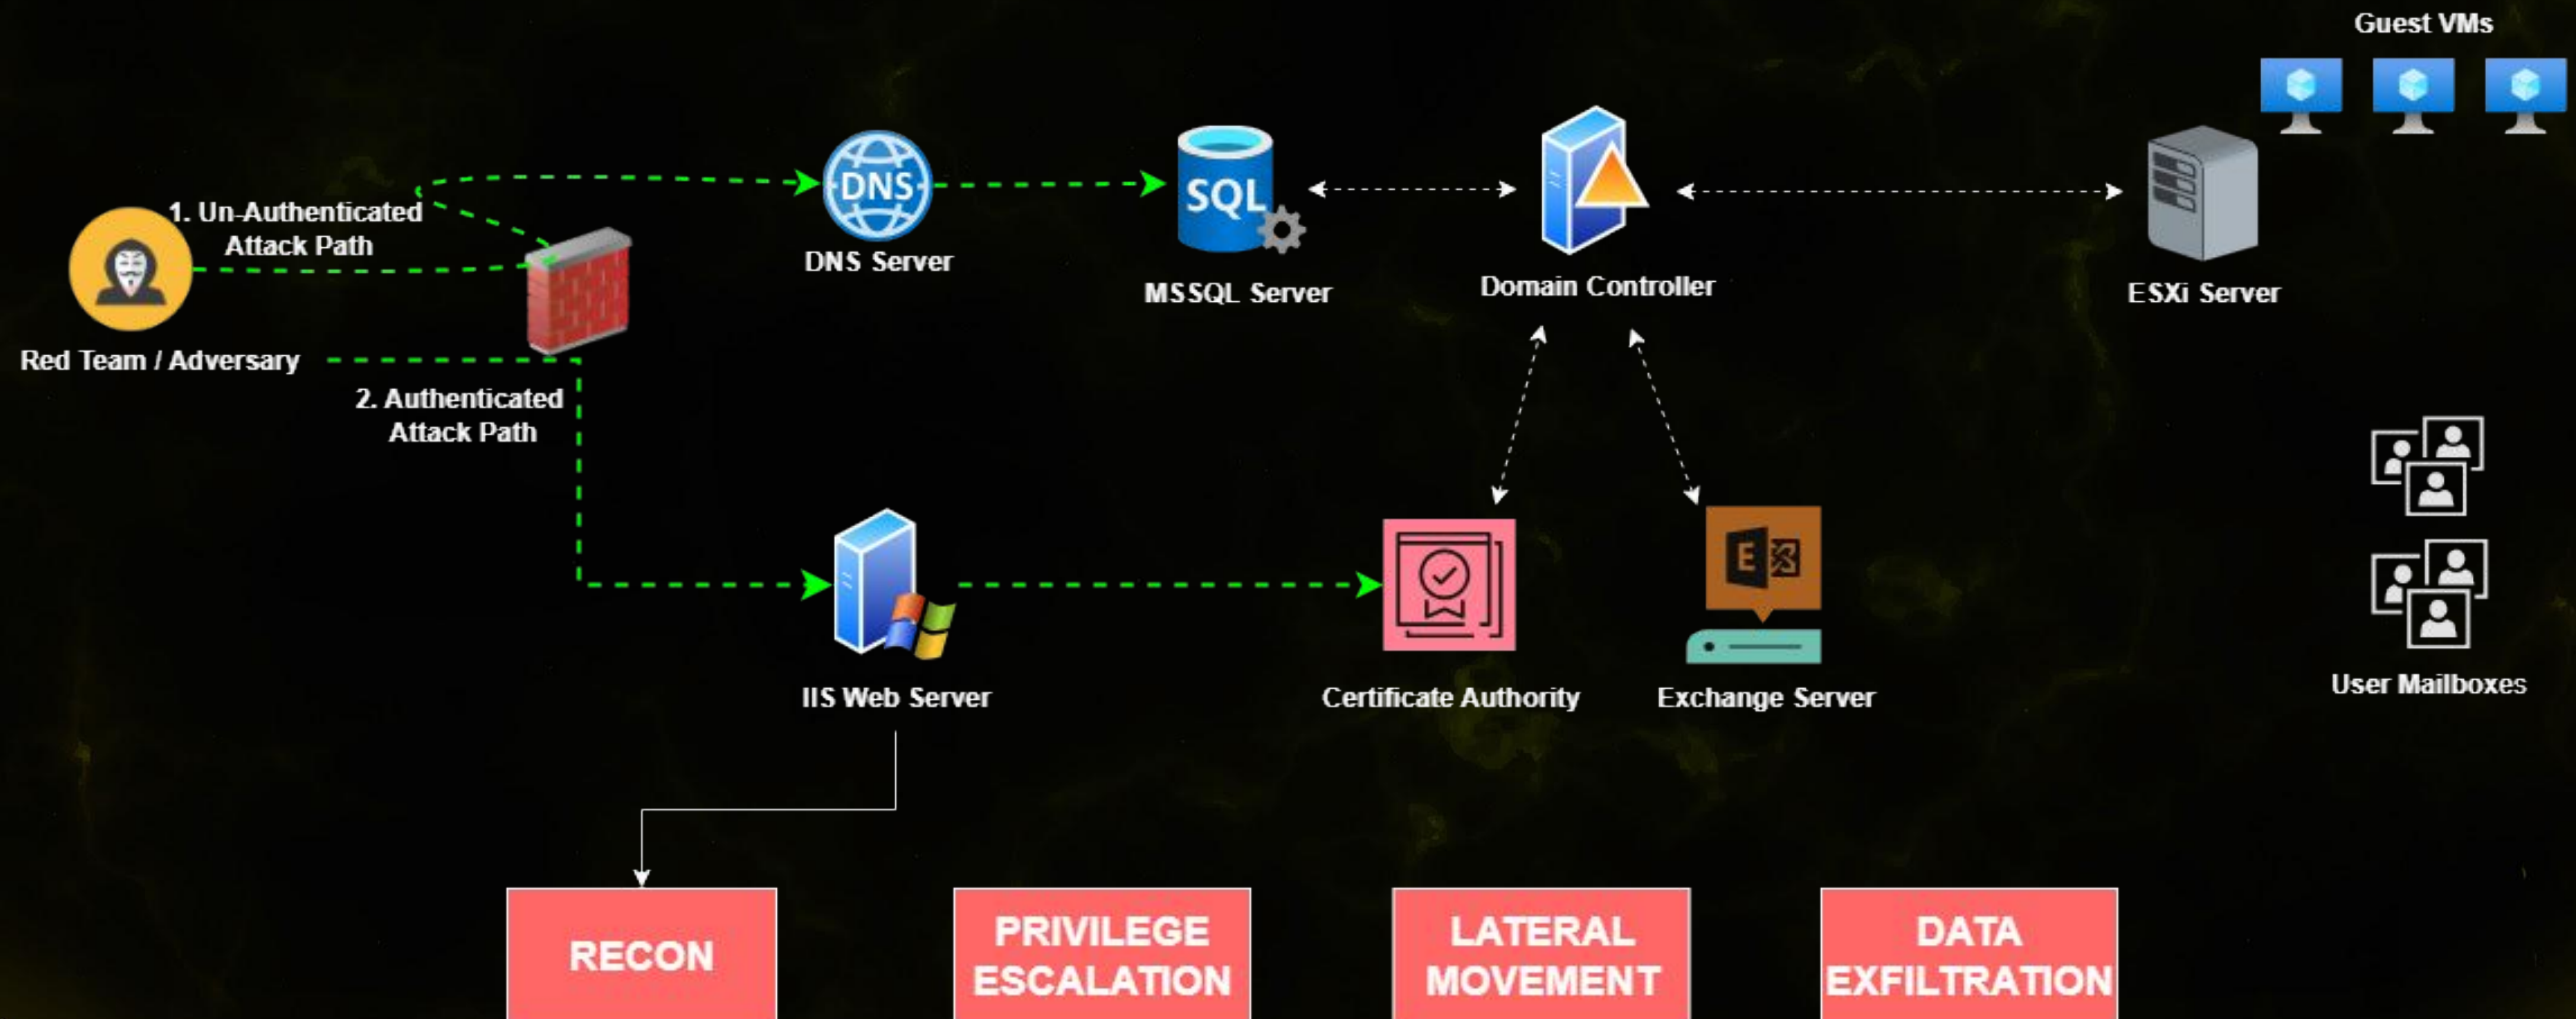 Guest VMs
1. Un-Authenticated
Attack Path
DNS
DNS Server
SQL
MSSQL Server
Domain Controller
ESXi Server
Red Team / Adversary
2. Authenticated
Attack Path
E
IIS Web Server
Certificate Authority
Exchange Server
User Mailboxes
RECON
PRIVILEGE
ESCALATION
LATERAL
MOVEMENT
DATA
EXFILTRATION